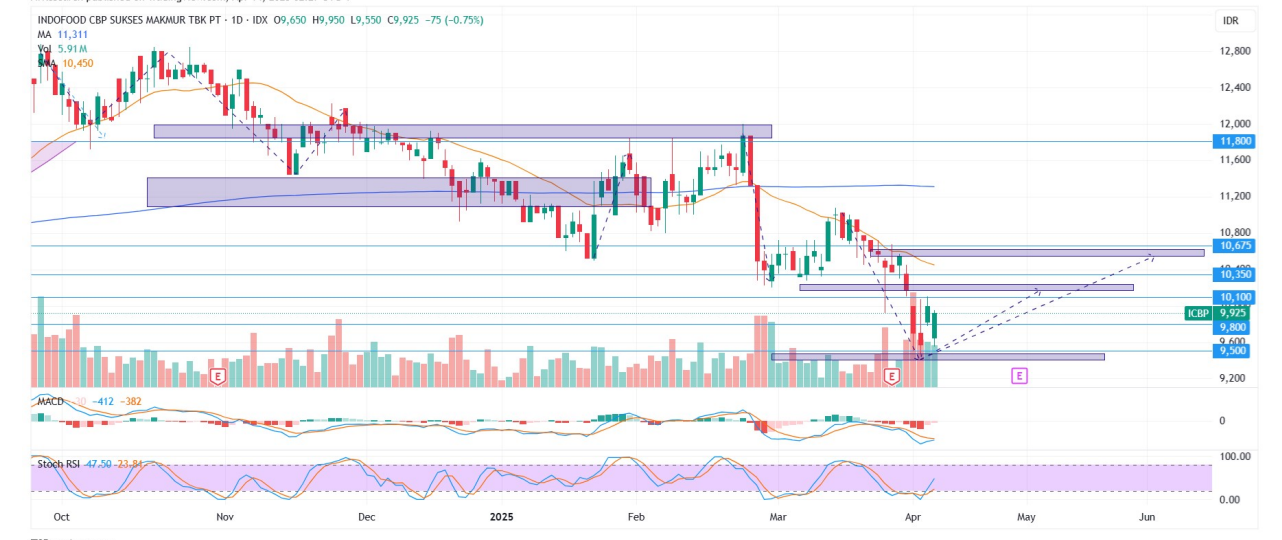 INDOFOOD CBP SUKSES MAKMUR TBK PT · 1D · IDX O9,650 H9,950 L9,550 C9,925 −75 (−0.75%)
IDR
MA 11,311
Vol 5.91M
SMA 10,450
12,800
12,400
12,000
11,800
11,600
11,200
10,800
10,675
10,400
10,350
10,100
ICBP 9,925
9,800
9,600
9,500
9,200
E
E
E
MACD −30 −412 −382
0
Stoch RSI 47.50 23.81
100.00
0.00
Oct Nov Dec 2025 Feb Mar Apr May Jun